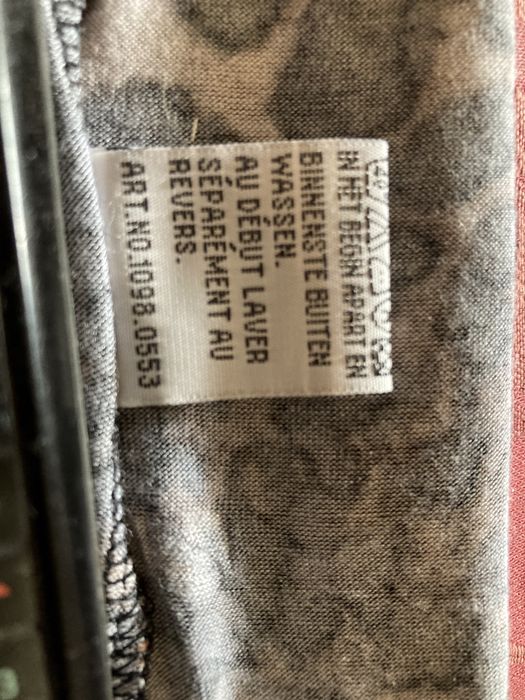 IN HET BEGIN APART EN
BINNENSTE BUITEN
WASSEN.
AU DÉBUT LAVER
SÉPARÉMENT AU
REVERS.
ART.NO.1098.0553